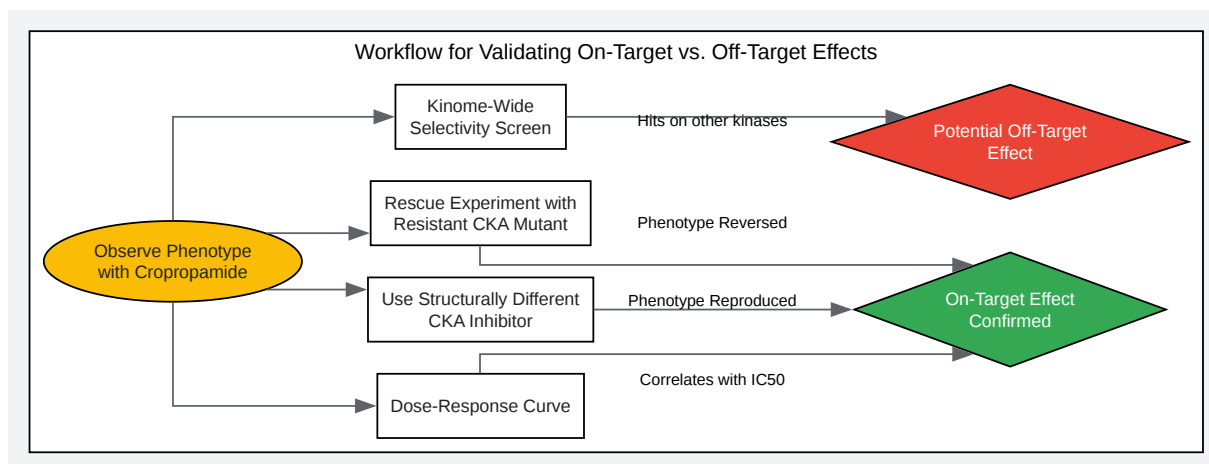 Workflow for Validating On-Target vs. Off-Target Effects
Kinome-Wide
Selectivity Screen
Hits on other kinases
Potential Off-Target
Effect
Rescue Experiment with
Resistant CKA Mutant
Phenotype Reversed
Observe Phenotype
with Cropropamide
Use Structurally Different
CKA Inhibitor
Phenotype Reproduced
On-Target Effect
Confirmed
Dose-Response Curve
Correlates with IC50